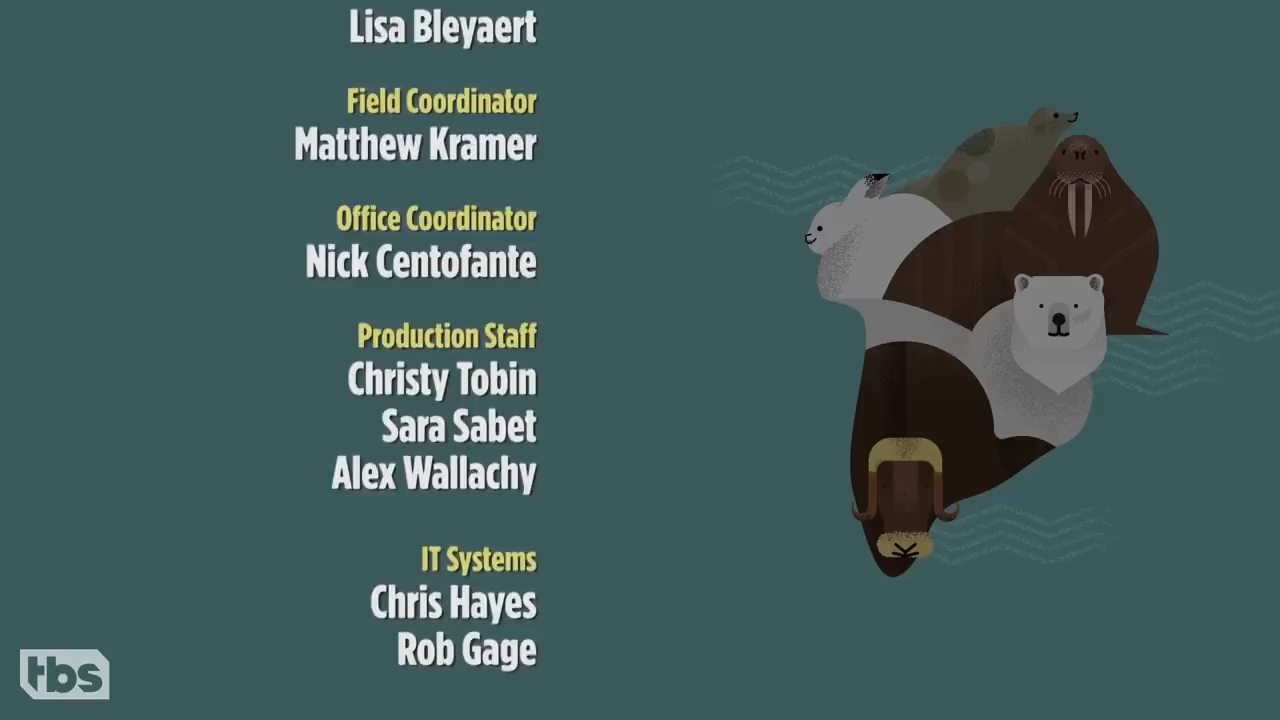 Lisa Bleyaert
Field Coordinator
Matthew Kramer
Office Coordinator
Nick Centofante
Production Staff
Christy Tobin
Sara Sabet
Alex Wallachy
IT Systems
Chris Hayes
Rob Gage
tbs